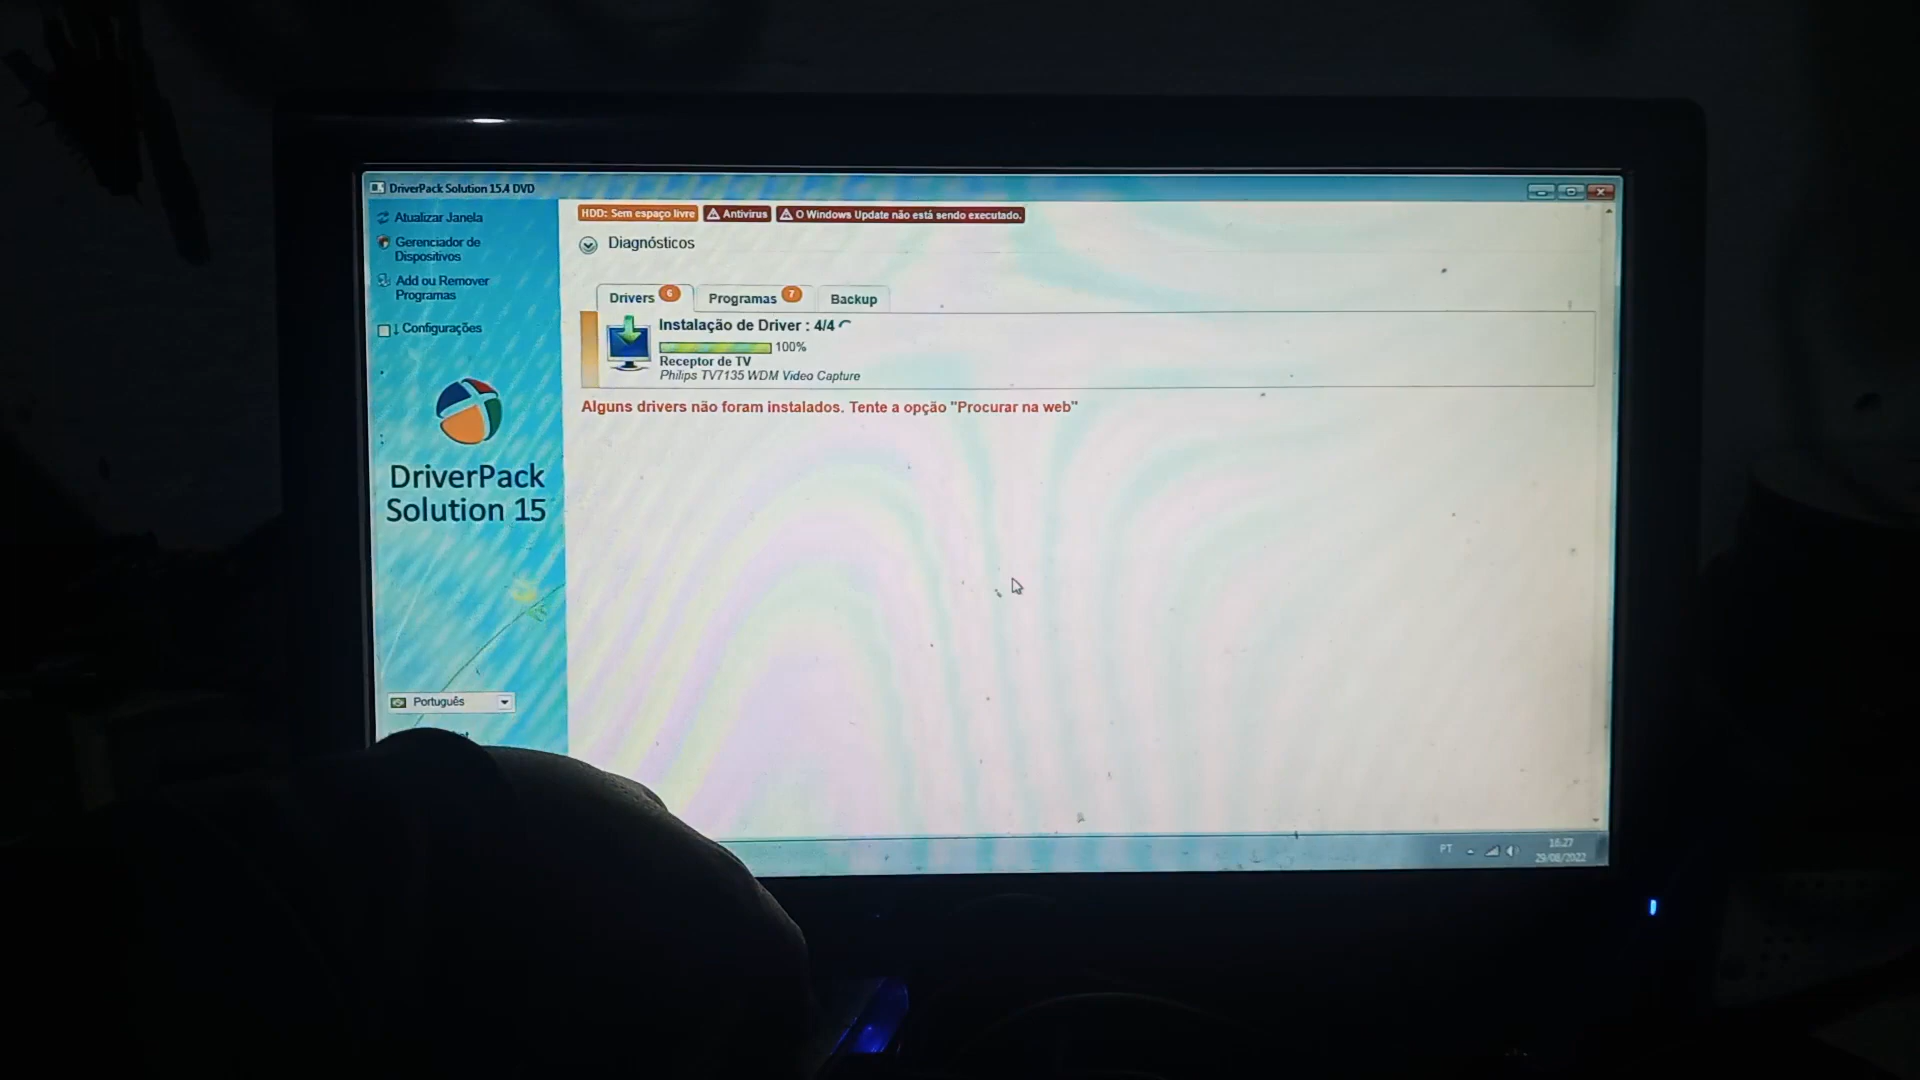 DriverPack Solution 15.4 DVD
Atualizar Janela
Gerenciador de
Dispositivos
Add ou Remover
Programas
Configurações
DriverPack
Solution 15
Português
HDD: Sem espaço livre
Antivirus
O Windows Update não está sendo executado.
Diagnósticos
Drivers 6
Programas 7
Backup
Instalação de Driver : 4/4
100%
Receptor de TV
Philips TV7135 WDM Video Capture
Alguns drivers não foram instalados. Tente a opção "Procurar na web"
PT
16:27
29/08/2022